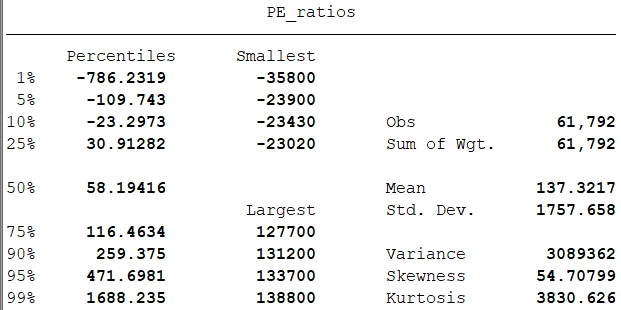 PE_ratios
Percentiles Smallest
1% -786.2319 -35800
5% -109.743 -23900
10% -23.2973 -23430 Obs 61,792
25% 30.91282 -23020 Sum of Wgt. 61,792
50% 58.19416 Mean 137.3217
Largest Std. Dev. 1757.658
75% 116.4634 127700
90% 259.375 131200 Variance 3089362
95% 471.6981 133700 Skewness 54.70799
99% 1688.235 138800 Kurtosis 3830.626